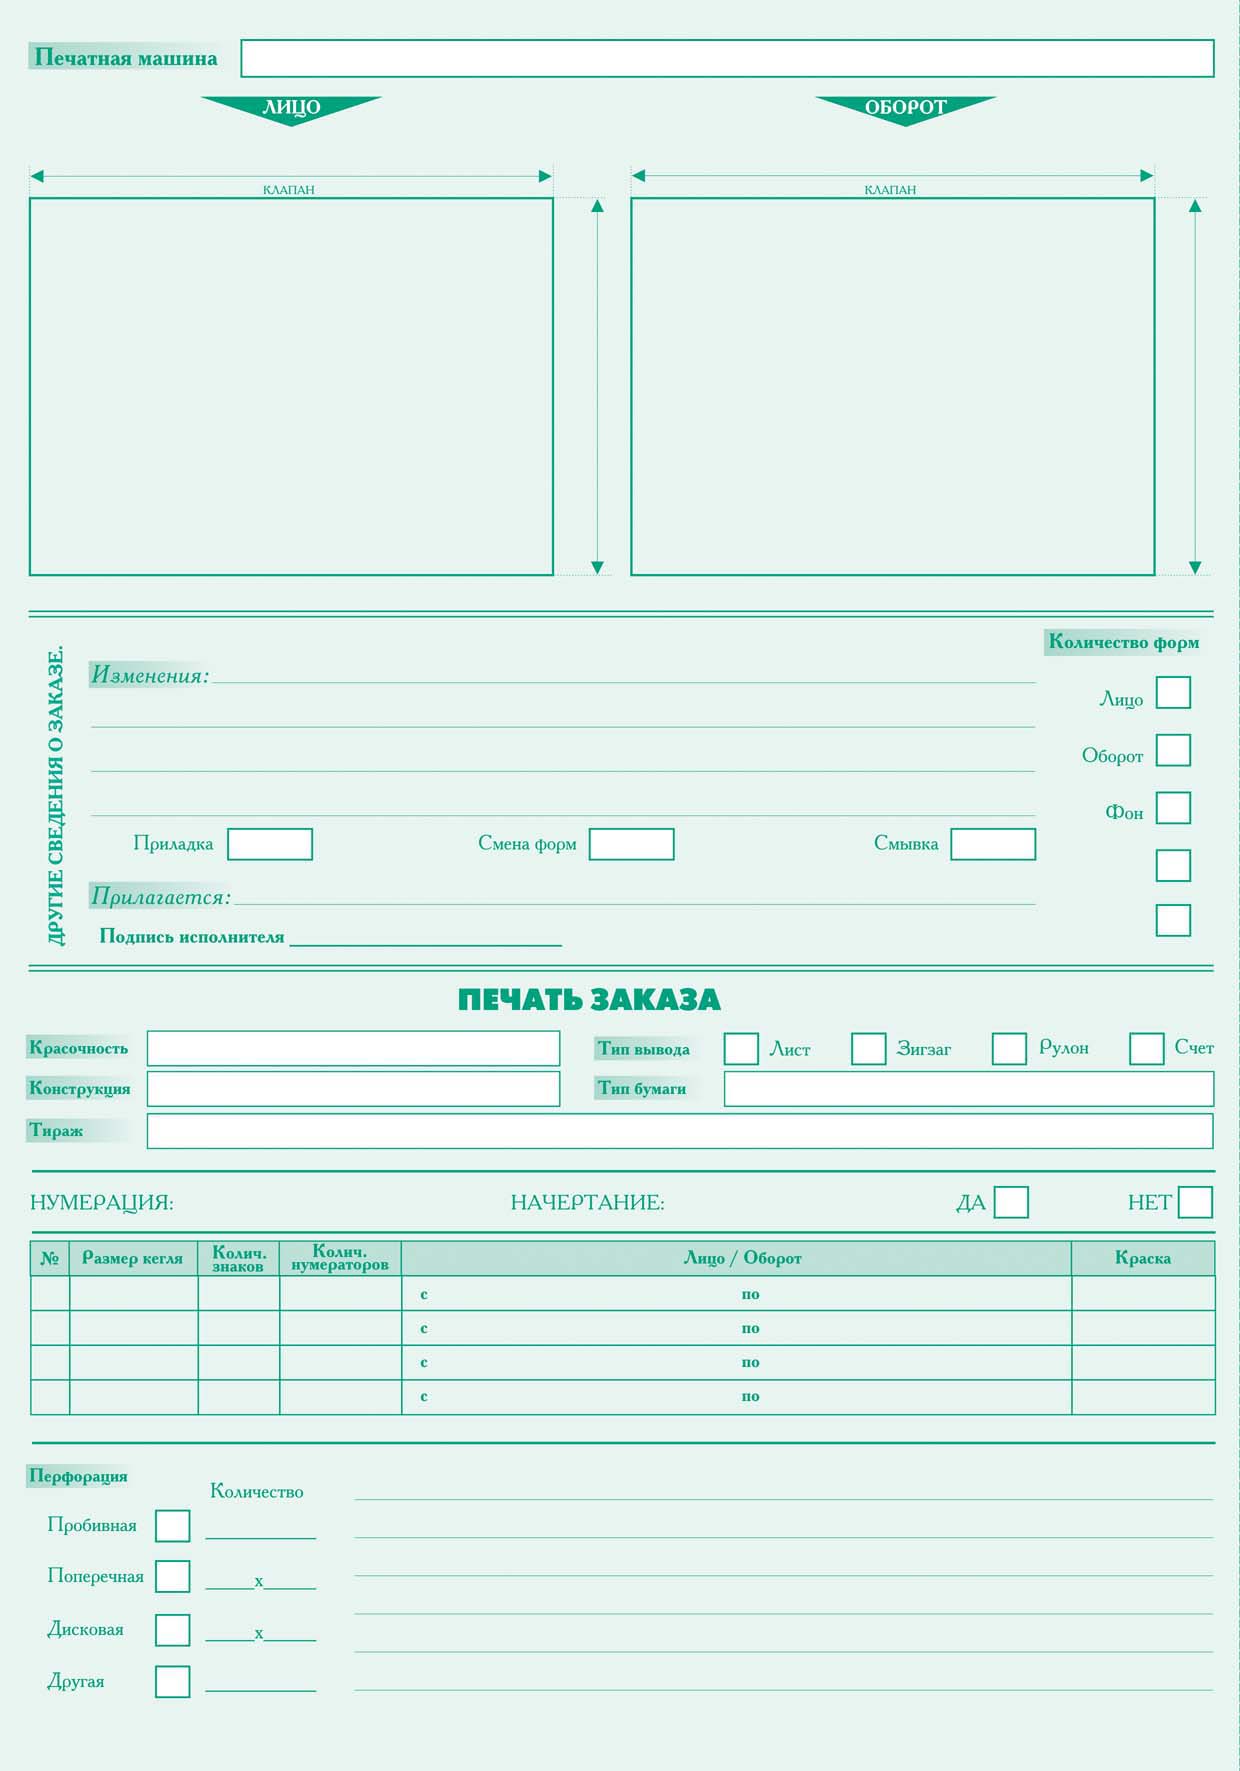 Печатная машина
ЛИЦО ОБОРОТ
КЛАПАН КЛАПАН
Количество форм
ДРУГИЕ СВЕДЕНИЯ О ЗАКАЗЕ.
Изменения:
Лицо
Оборот
Фон
Приладка Смена форм Смывка
Прилагается:
Подпись исполнителя
ПЕЧАТЬ ЗАКАЗА
Красочность Тип вывода Лист Зигзаг Рулон Счет
Конструкция Тип бумаги
Тираж
НУМЕРАЦИЯ: НАЧЕРТАНИЕ: ДА НЕТ
№ Размер кегля Колич. знаков Колич. нумераторов Лицо / Оборот Краска
с по
с по
с по
с по
Перфорация
Количество
Пробивная
Поперечная х
Дисковая х
Другая